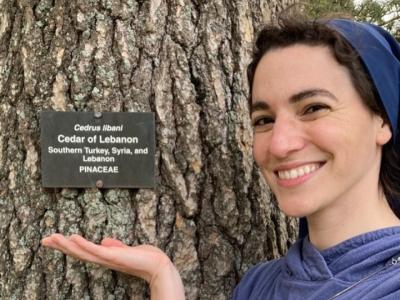 Cedrus libani
Cedar of Lebanon
Southern Turkey, Syria, and
Lebanon
PINACEAE